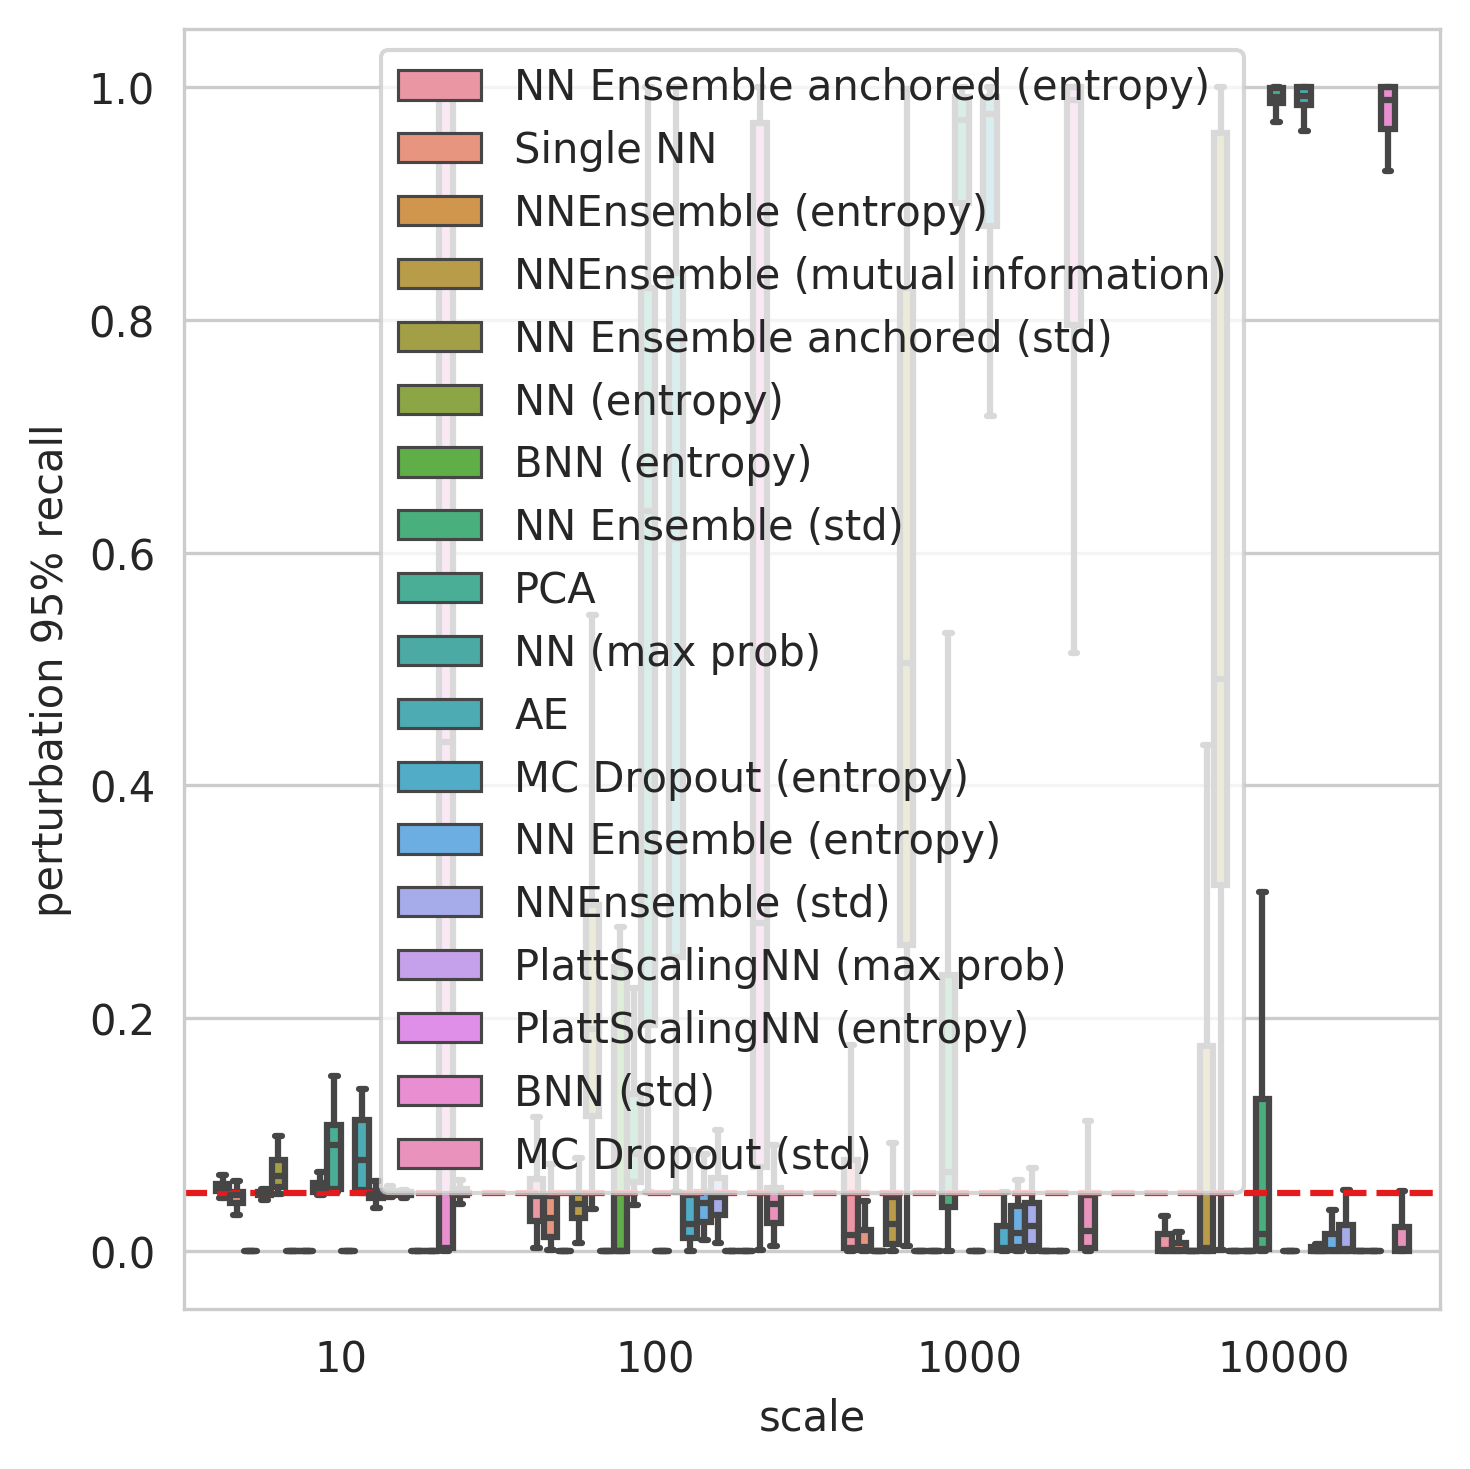 1.0
0.8
0.6
0.4
0.2
0.0
perturbation 95% recall
NN Ensemble anchored (entropy)
Single NN
NNEnsemble (entropy)
NNEnsemble (mutual information)
NN Ensemble anchored (std)
NN (entropy)
BNN (entropy)
NN Ensemble (std)
PCA
NN (max prob)
AE
MC Dropout (entropy)
NN Ensemble (entropy)
NNEnsemble (std)
PlattScalingNN (max prob)
PlattScalingNN (entropy)
BNN (std)
MC Dropout (std)
10 100 1000 10000
scale